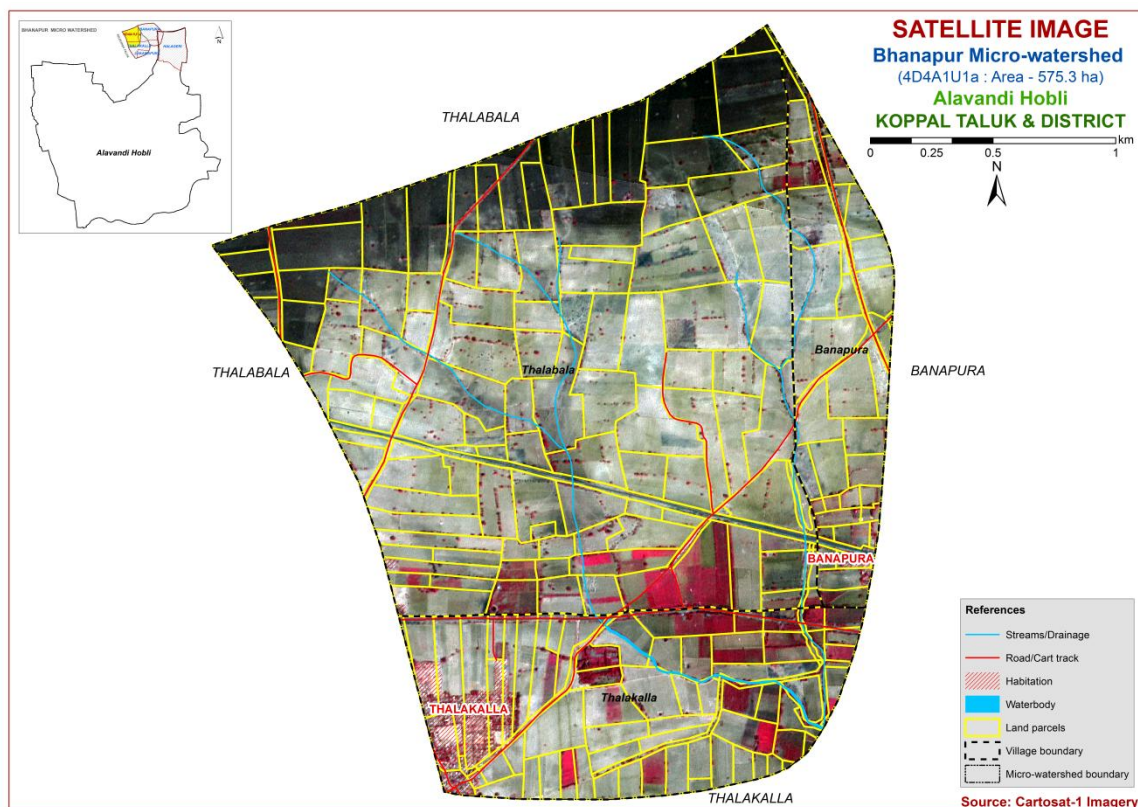 BHANAPUR MICRO WATERSHED
N
Alavandi Hobli
SATELLITE IMAGE
Bhanapur Micro-watershed
(4D4A1U1a : Area - 575.3 ha)
Alavandi Hobli
KOPPAL TALUK & DISTRICT
km
0 0.25 0.5 1
N
THALABALA
THALABALA
Thalabala
Banapura
BANAPURA
BANAPURA
THALAKALLA
Thalakalla
THALAKALLA
References
Streams/Drainage
Road/Cart track
Habitation
Waterbody
Land parcels
Village boundary
Micro-watershed boundary
Source: Cartosat-1 Imagery